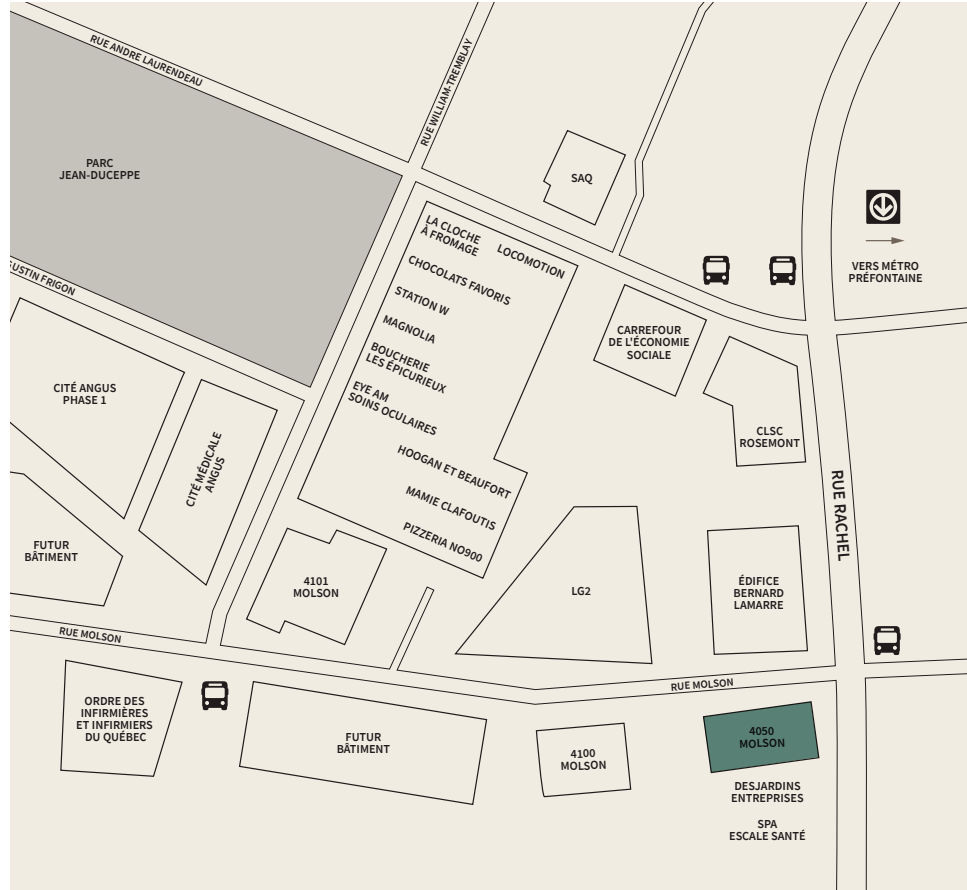 RUE ANDRE LAURENDEAU
RUE WILLIAM-TREMBLAY
PARC
JEAN-DUCEPPE
SAQ
LA CLOCHE
À FROMAGE
LOCOMOTION
CHOCOLATS FAVORIS
STATION W
MAGNOLIA
BOUCHERIE
LES ÉPICURIEUX
EYE AM
SOINS OCULAIRES
HOOGAN ET BEAUFORT
MAMIE CLAFOUTIS
PIZZERIA NO900
VERS MÉTRO
PRÉFONTAINE
USTIN FRIGON
CARREFOUR
DE L'ÉCONOMIE
SOCIALE
CITÉ ANGUS
PHASE 1
CITÉ MÉDICALE
ANGUS
CLSC
ROSEMONT
RUE RACHEL
FUTUR
BÂTIMENT
4101
MOLSON
LG2
ÉDIFICE
BERNARD
LAMARRE
RUE MOLSON
RUE MOLSON
ORDRE DES
INFIRMIÈRES
ET INFIRMIERS
DU QUÉBEC
FUTUR
BÂTIMENT
4100
MOLSON
4050
MOLSON
DESJARDINS
ENTREPRISES
SPA
ESCALE SANTÉ